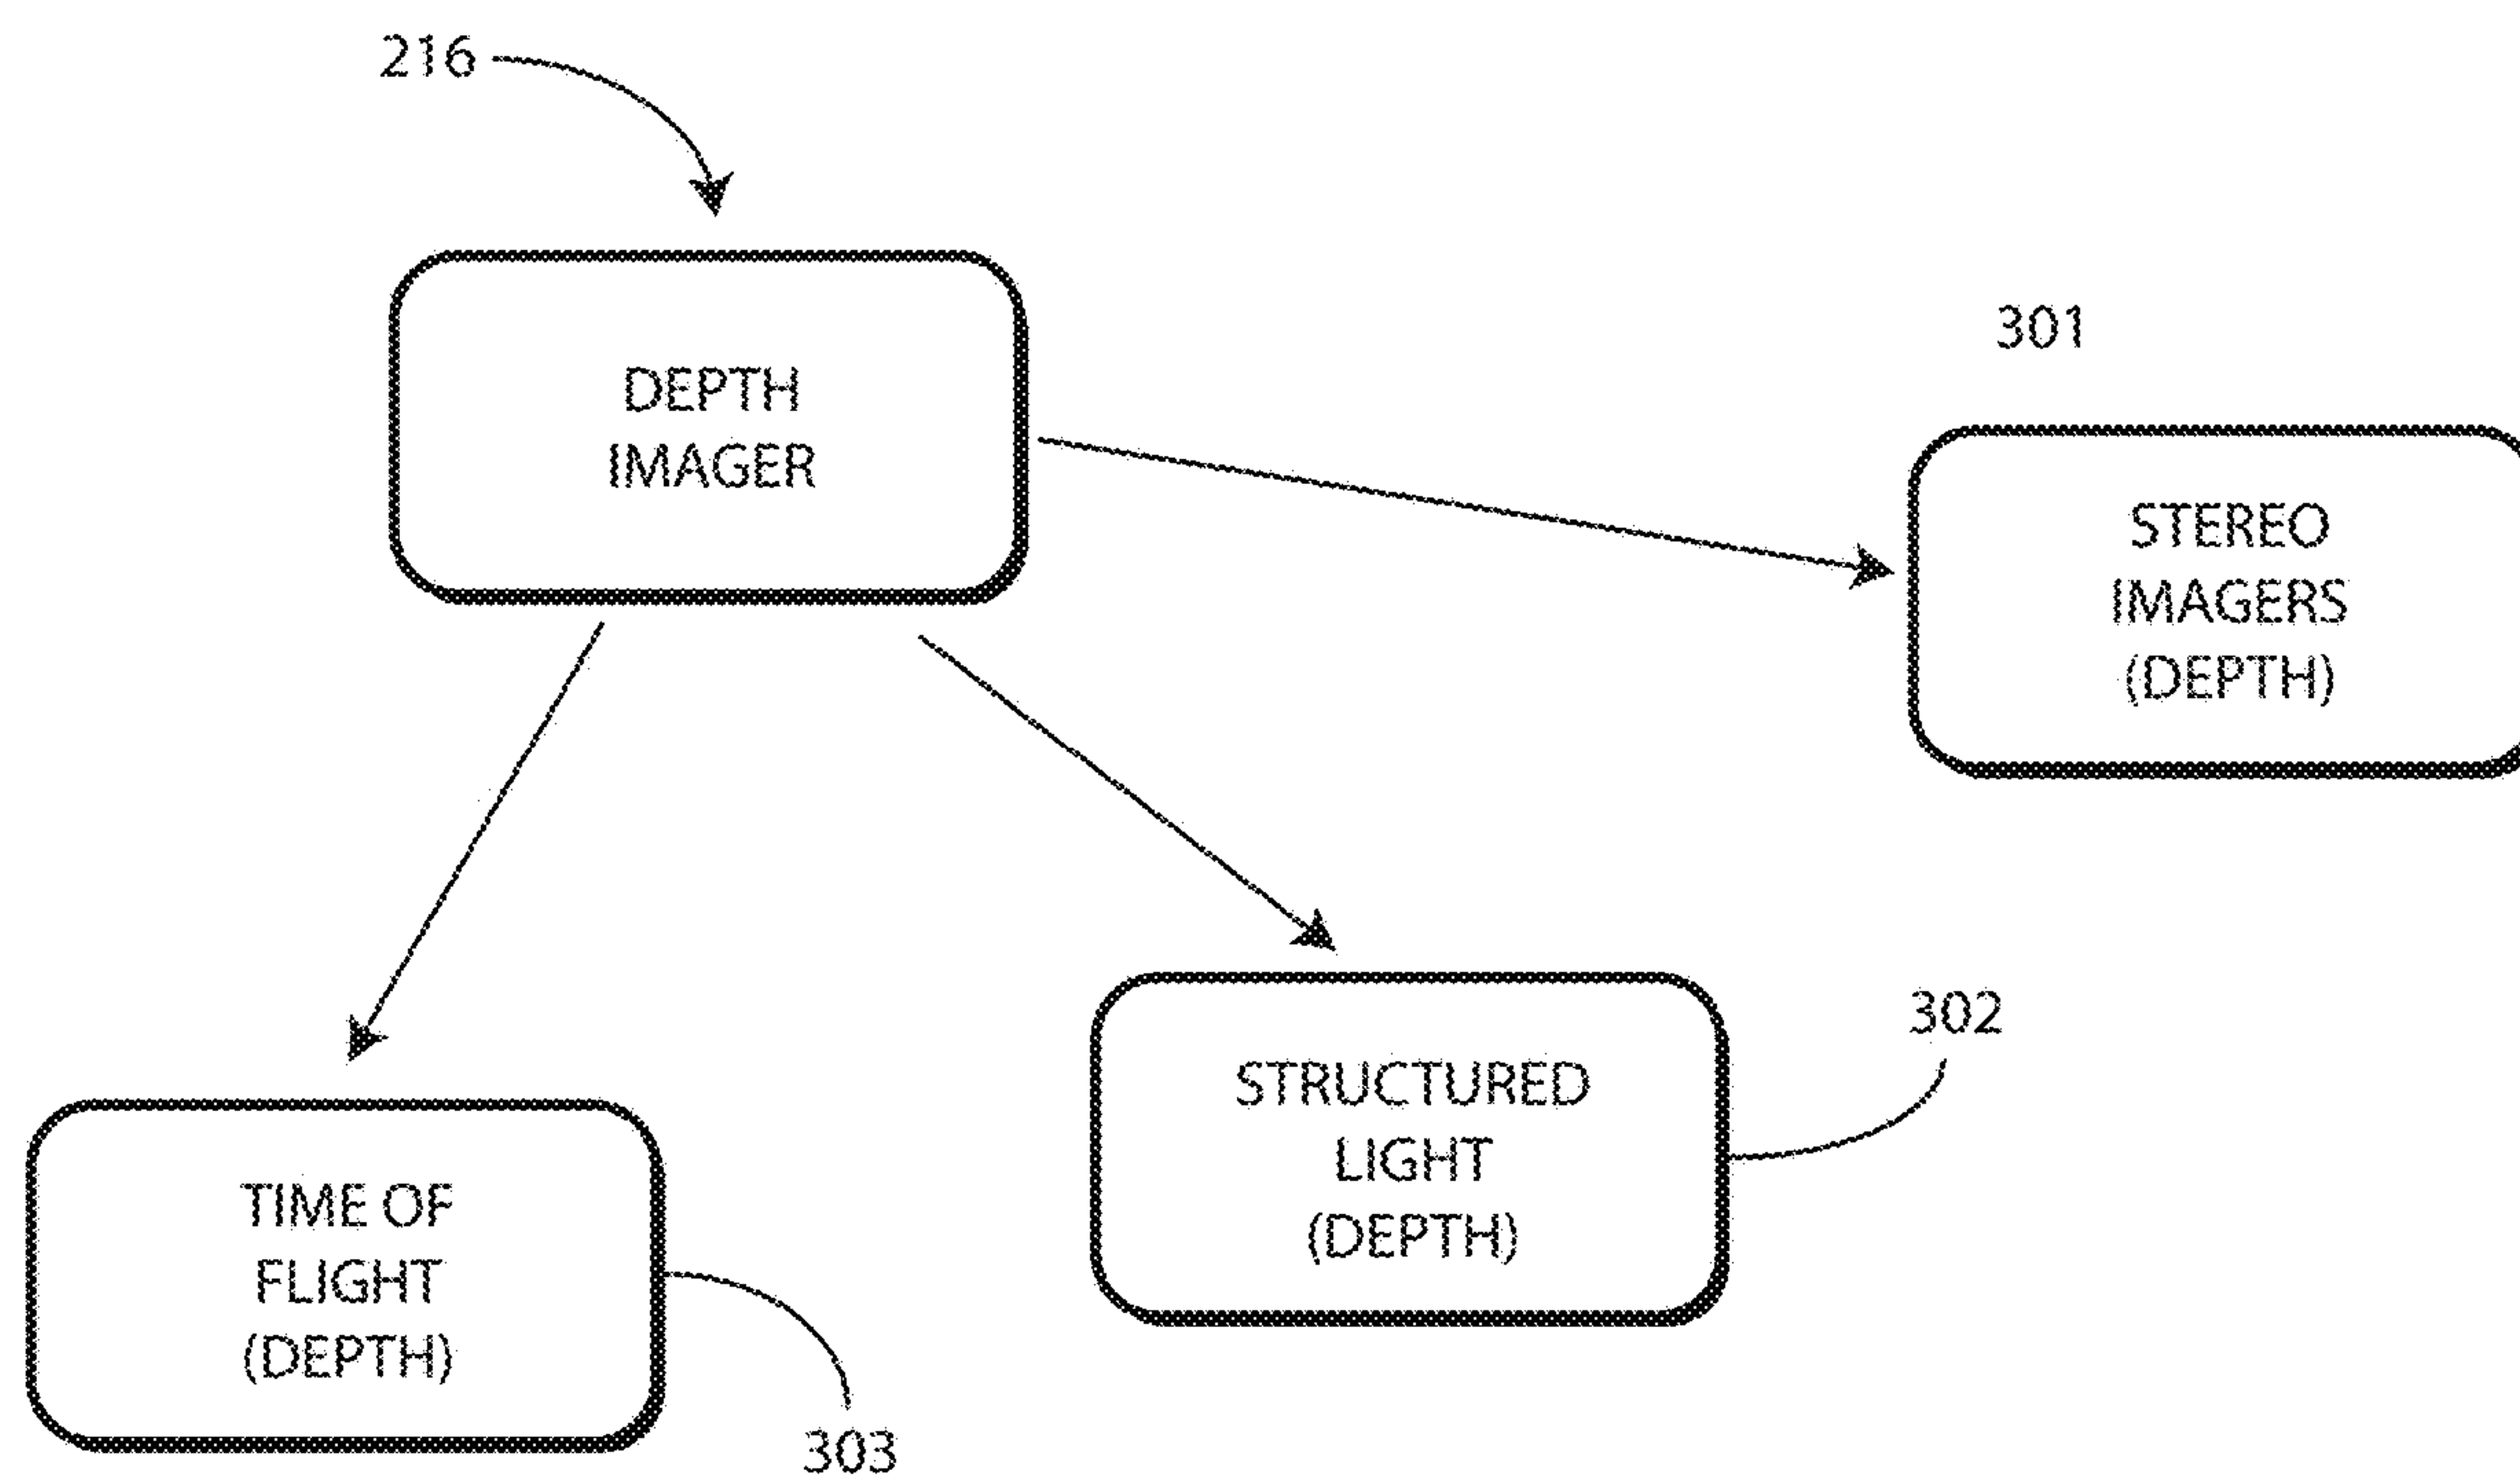 216
DEPTH
IMAGER
301
STEREO
IMAGERS
(DEPTH)
302
STRUCTURED
LIGHT
(DEPTH)
TIME OF
FLIGHT
(DEPTH)
303